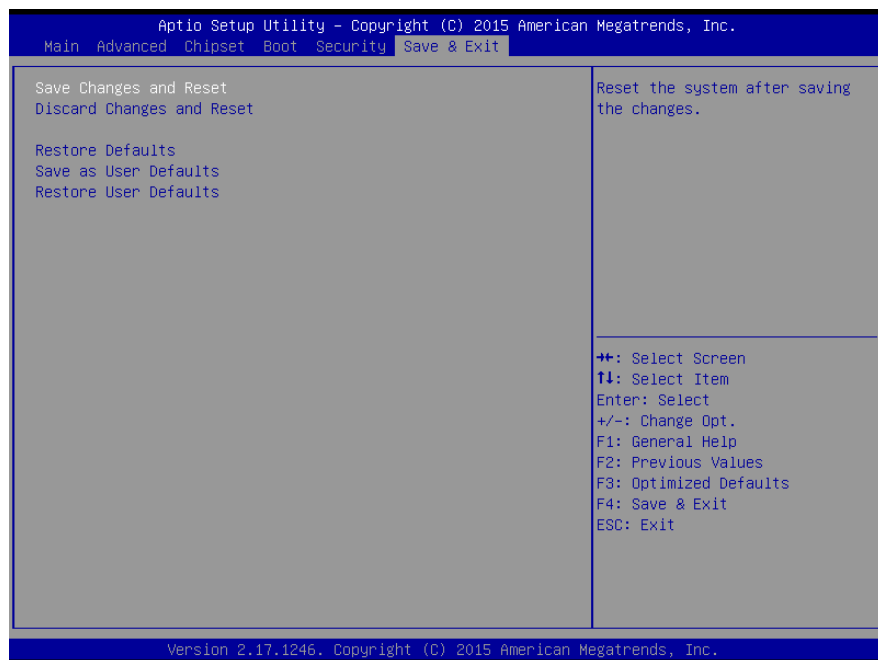 Aptio Setup Utility – Copyright (C) 2015 American Megatrends, Inc.
Main Advanced Chipset Boot Security Save & Exit
Save Changes and Reset
Discard Changes and Reset
Restore Defaults
Save as User Defaults
Restore User Defaults
Reset the system after saving
the changes.
→←: Select Screen
↑↓: Select Item
Enter: Select
+/-: Change Opt.
F1: General Help
F2: Previous Values
F3: Optimized Defaults
F4: Save & Exit
ESC: Exit
Version 2.17.1246. Copyright (C) 2015 American Megatrends, Inc.